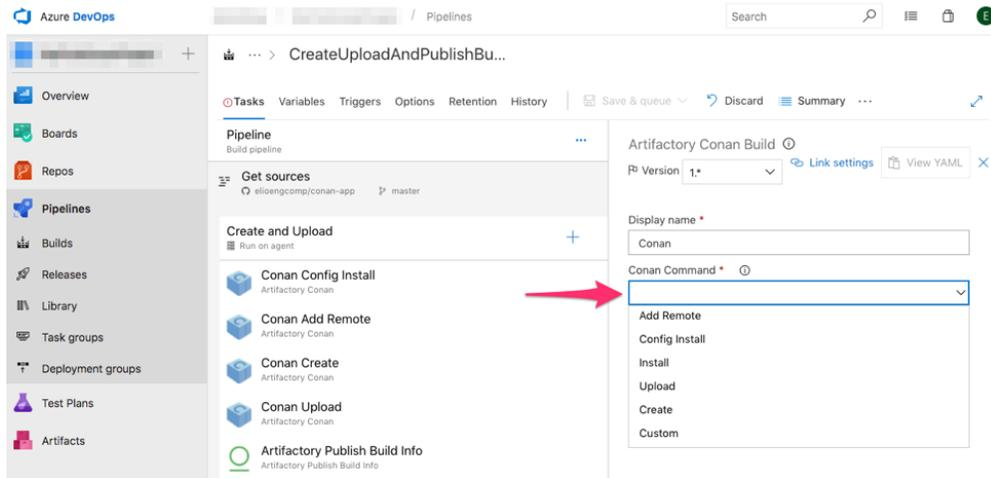 Azure DevOps
/ Pipelines
Search
E
Overview
Boards
Repos
Pipelines
Builds
Releases
Library
Task groups
Deployment groups
Test Plans
Artifacts
... > CreateUploadAndPublishBu...
Tasks Variables Triggers Options Retention History Save & queue Discard Summary ...
Pipeline
Build pipeline
...
Get sources
elioengcomp/conan-app master
Create and Upload
Run on agent
Conan Config Install
Artifactory Conan
Conan Add Remote
Artifactory Conan
Conan Create
Artifactory Conan
Conan Upload
Artifactory Conan
Artifactory Publish Build Info
Artifactory Publish Build Info
Artifactory Conan Build
Version 1.*
Link settings
View YAML
Display name *
Conan
Conan Command *
Add Remote
Config Install
Install
Upload
Create
Custom